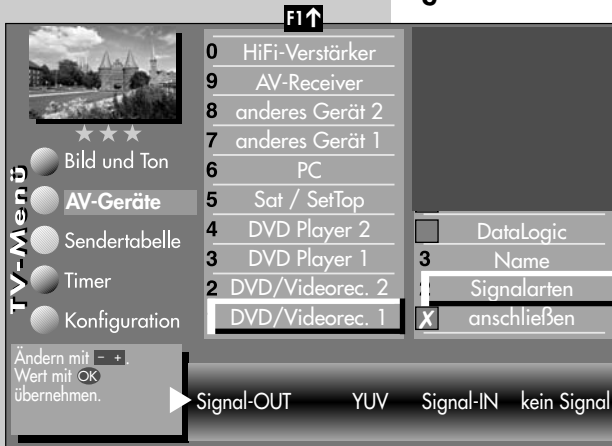 F1↑
0 HiFi-Verstärker
9 AV-Receiver
8 anderes Gerät 2
7 anderes Gerät 1
6 PC
5 Sat / SetTop
4 DVD Player 2
3 DVD Player 1
2 DVD/Videorec. 2
DVD/Videorec. 1
TV-Menü
Bild und Ton
AV-Geräte
Sendertabelle
Timer
Konfiguration
DataLogic
3 Name
2 Signalarten
X anschließen
Ändern mit - + .
Wert mit OK
übernehmen.
Signal-OUT YUV Signal-IN kein Signal